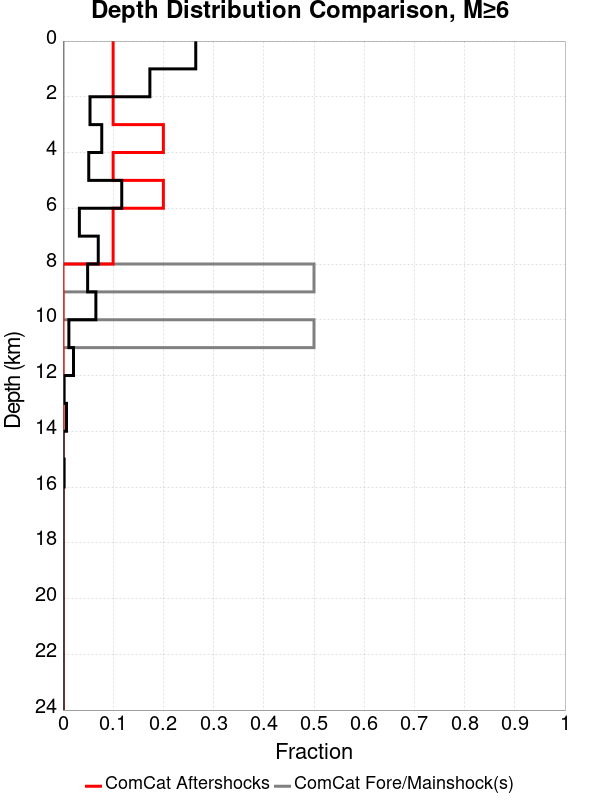 Depth Distribution Comparison, M≥6
0
2
4
6
8
10
12
14
16
18
20
22
24
Depth (km)
0 0.1 0.2 0.3 0.4 0.5 0.6 0.7 0.8 0.9 1
Fraction
ComCat Aftershocks ComCat Fore/Mainshock(s)